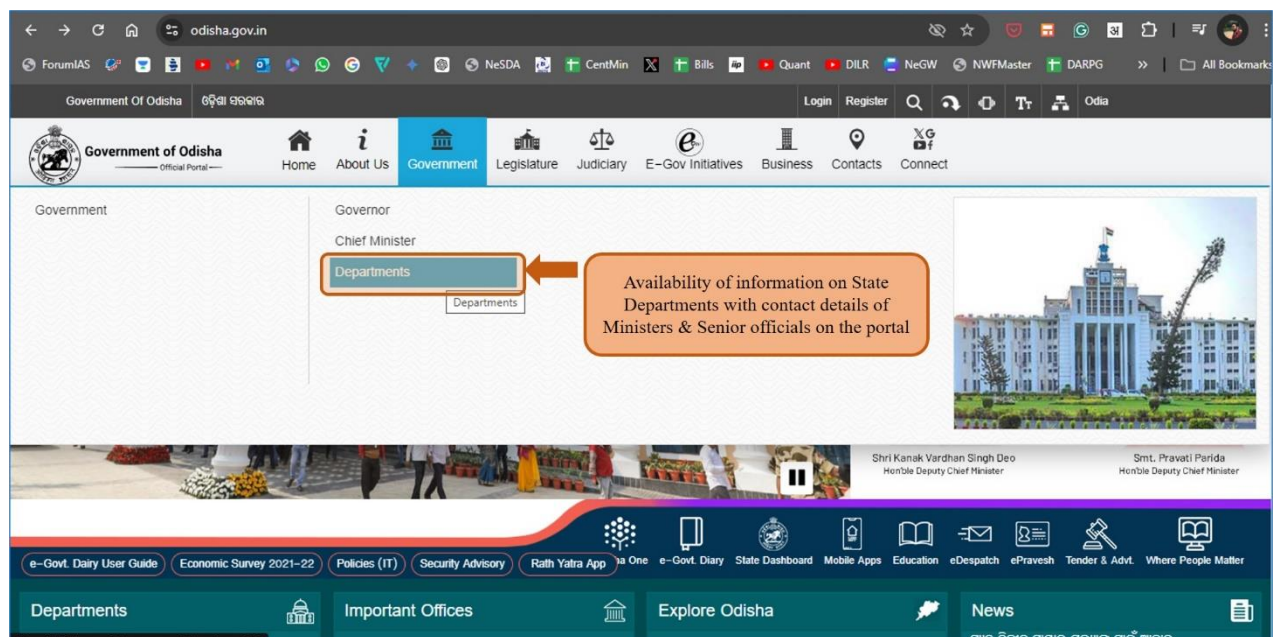 odisha.gov.in
ForumIAS
NeSDA
CentMin
Bills
Quant
DILR
NeGW
NWFMaster
DARPG
»
All Bookmarks
Government Of Odisha ଓଡ଼ିଶା ସରକାର
Login Register
Odia
Government of Odisha
Official Portal
Home About Us Government Legislature Judiciary E-Gov Initiatives Business Contacts Connect
Government
Governor
Chief Minister
Departments
Departments
Availability of information on State
Departments with contact details of
Ministers & Senior officials on the portal
Shri Kanak Vardhan Singh Deo
Hon'ble Deputy Chief Minister
Smt. Pravati Parida
Hon'ble Deputy Chief Minister
e-Govt. Dairy User Guide Economic Survey 2021-22 Policies (IT) Security Advisory Rath Yatra App
One e-Govt. Diary State Dashboard Mobile Apps Education eDespatch ePravesh Tender & Advt. Where People Matter
Departments Important Offices Explore Odisha News